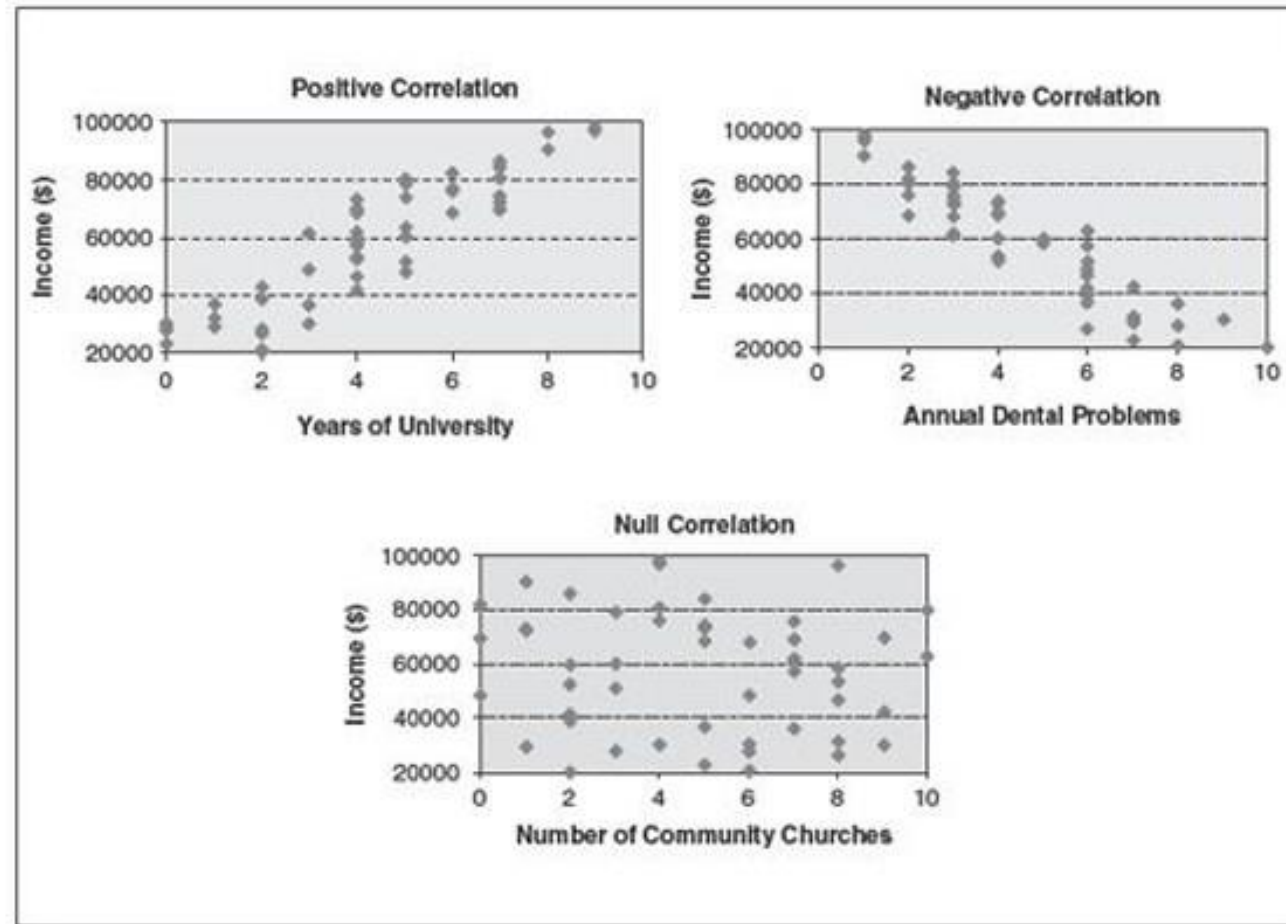 Positive Correlation
100000
80000
60000
40000
20000
0 2 4 6 8 10
Income ($)
Years of University
Negative Correlation
100000
80000
60000
40000
20000
0 2 4 6 8 10
Income ($)
Annual Dental Problems
Null Correlation
100000
80000
60000
40000
20000
0 2 4 6 8 10
Income ($)
Number of Community Churches